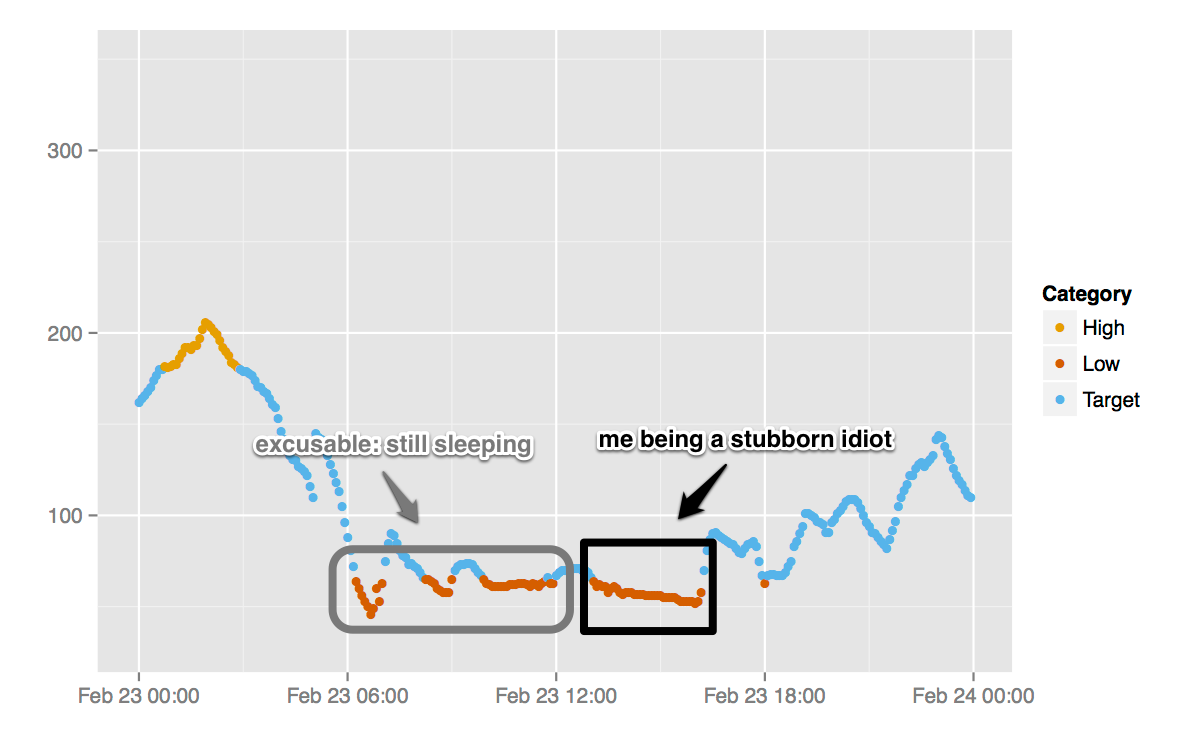 300
200
100
excusable: still sleeping
me being a stubborn idiot
Feb 23 00:00
Feb 23 06:00
Feb 23 12:00
Feb 23 18:00
Feb 24 00:00
Category
High
Low
Target